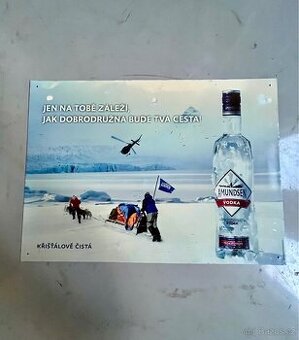 JEN NA TOBĚ ZÁLEŽÍ,
JAK DOBRODRUŽNÁ BUDE TVÁ CESTA!
AMUNDSEN
VODKA
KŘIŠŤÁLOVĚ ČISTÁ